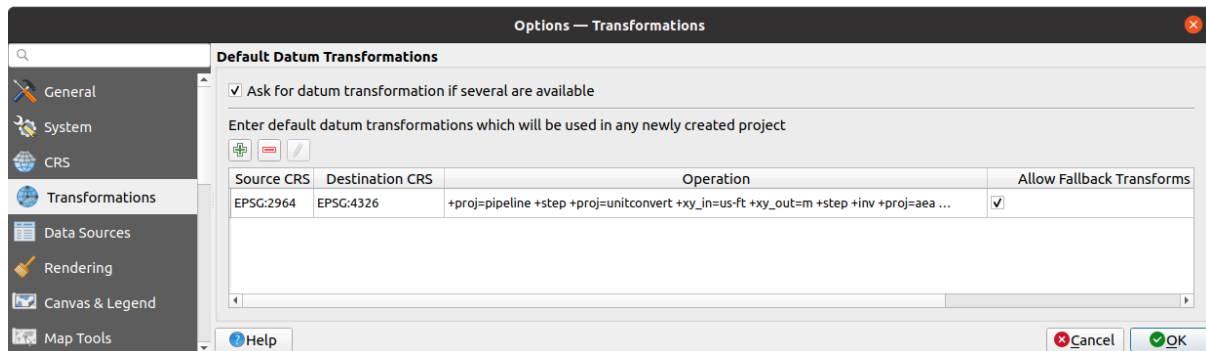 Options — Transformations
Default Datum Transformations
General
System
CRS
Transformations
Data Sources
Rendering
Canvas & Legend
Map Tools
Ask for datum transformation if several are available
Enter default datum transformations which will be used in any newly created project
Source CRS Destination CRS Operation Allow Fallback Transforms
EPSG:2964 EPSG:4326 +proj=pipeline +step +proj=unitconvert +xy_in=us-ft +xy_out=m +step +inv +proj=aea ...
Help Cancel OK